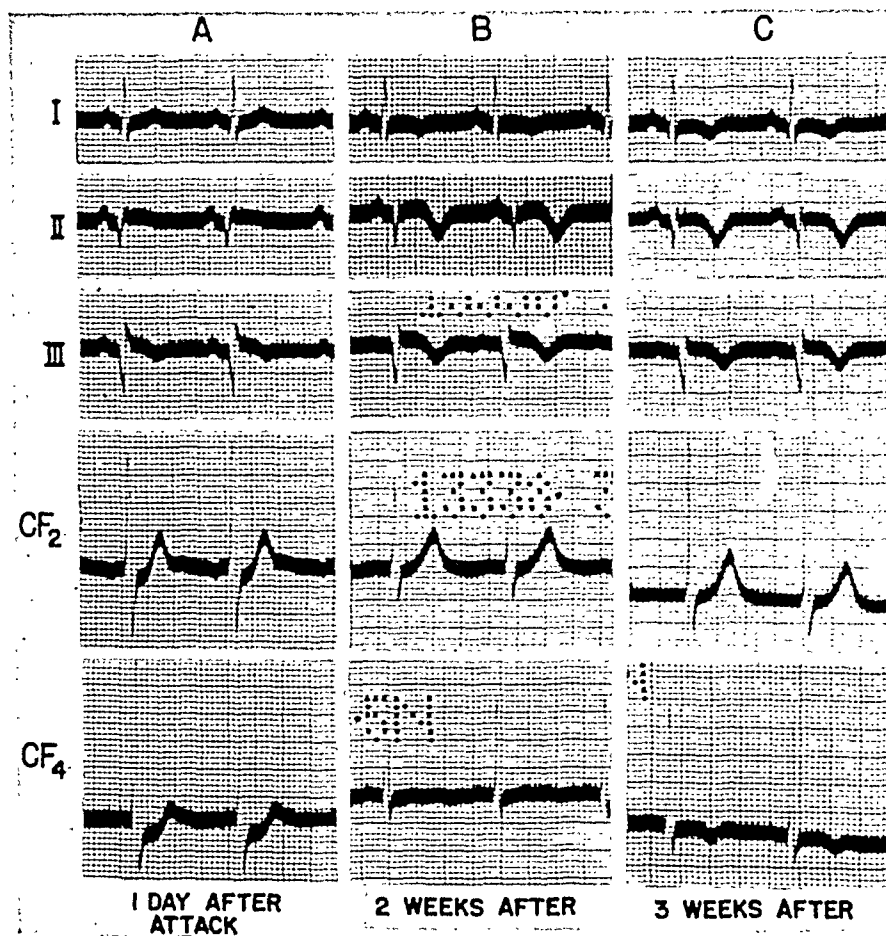 A B C
I
II
III
CF2
CF4
1 DAY AFTER
ATTACK
2 WEEKS AFTER
3 WEEKS AFTER